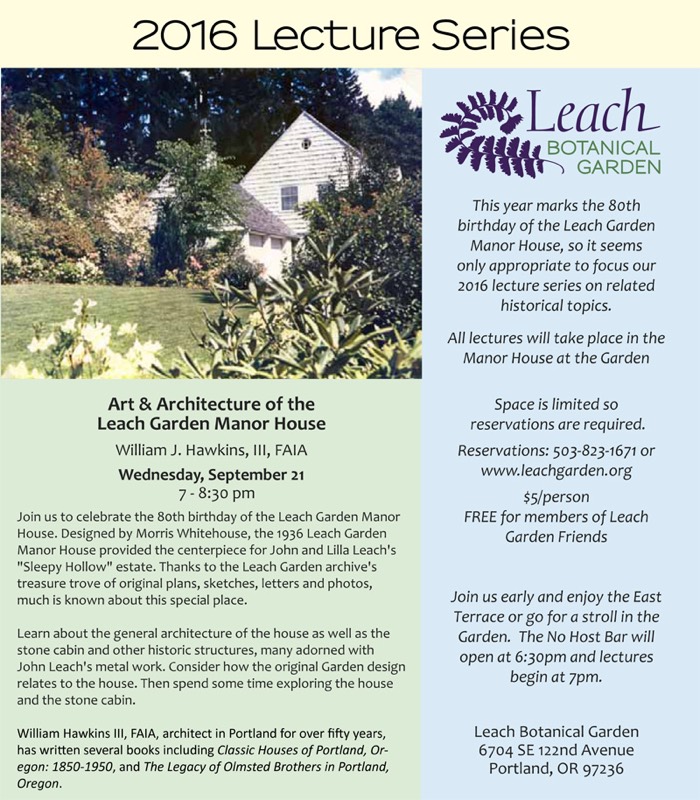 2016 Lecture Series
Leach
BOTANICAL
GARDEN
This year marks the 80th
birthday of the Leach Garden
Manor House, so it seems
only appropriate to focus our
2016 lecture series on related
historical topics.
All lectures will take place in the
Manor House at the Garden
Space is limited so
reservations are required.
Reservations: 503-823-1671 or
www.leachgarden.org
$5/person
FREE for members of Leach
Garden Friends
Join us early and enjoy the East
Terrace or go for a stroll in the
Garden. The No Host Bar will
open at 6:30pm and lectures
begin at 7pm.
Leach Botanical Garden
6704 SE 122nd Avenue
Portland, OR 97236
Art & Architecture of the
Leach Garden Manor House
William J. Hawkins, III, FAIA
Wednesday, September 21
7 - 8:30 pm
Join us to celebrate the 80th birthday of the Leach Garden Manor
House. Designed by Morris Whitehouse, the 1936 Leach Garden
Manor House provided the centerpiece for John and Lilla Leach's
"Sleepy Hollow" estate. Thanks to the Leach Garden archive's
treasure trove of original plans, sketches, letters and photos,
much is known about this special place.
Learn about the general architecture of the house as well as the
stone cabin and other historic structures, many adorned with
John Leach's metal work. Consider how the original Garden design
relates to the house. Then spend some time exploring the house
and the stone cabin.
William Hawkins III, FAIA, architect in Portland for over fifty years,
has written several books including Classic Houses of Portland, Or-
egon: 1850-1950, and The Legacy of Olmsted Brothers in Portland,
Oregon.